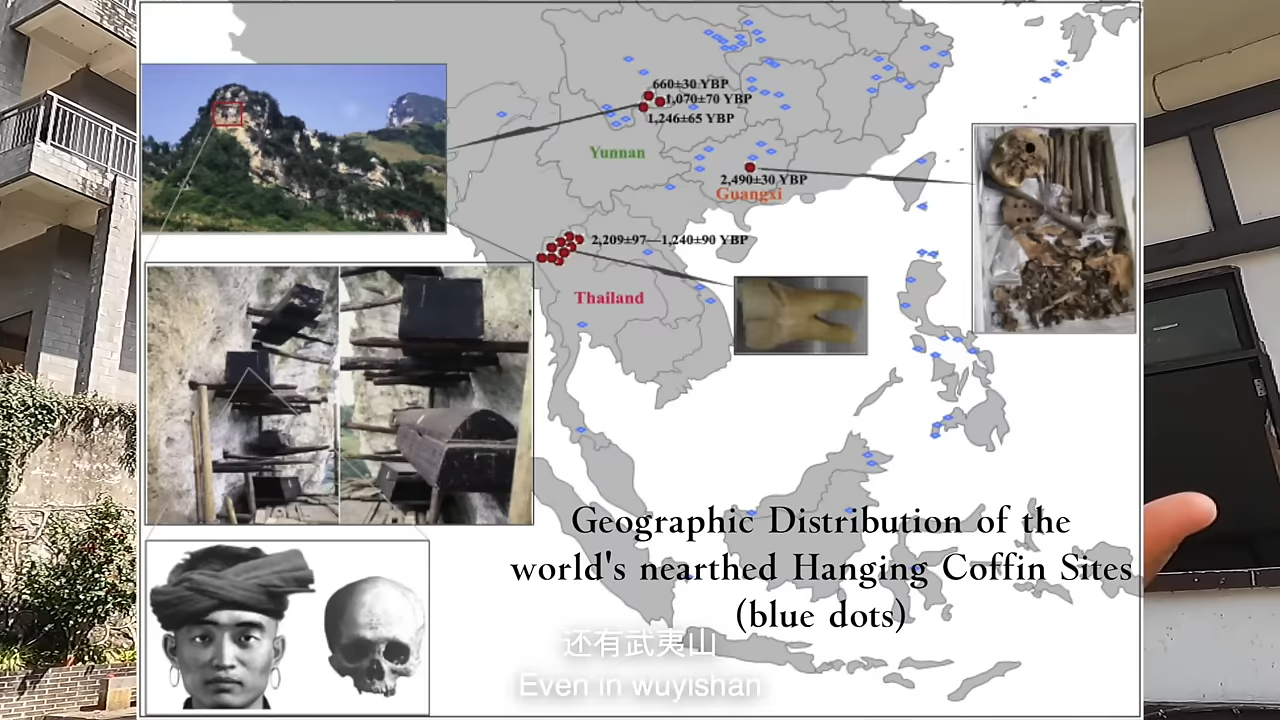 660±30 YBP
1,070±70 YBP
1,246±65 YBP
Yunnan
2,490±30 YBP
Guangxi
2,209±97—1,240±90 YBP
Thailand
Geographic Distribution of the
world's nearthed Hanging Coffin Sites
(blue dots)
还有武夷山
Even in wuyishan